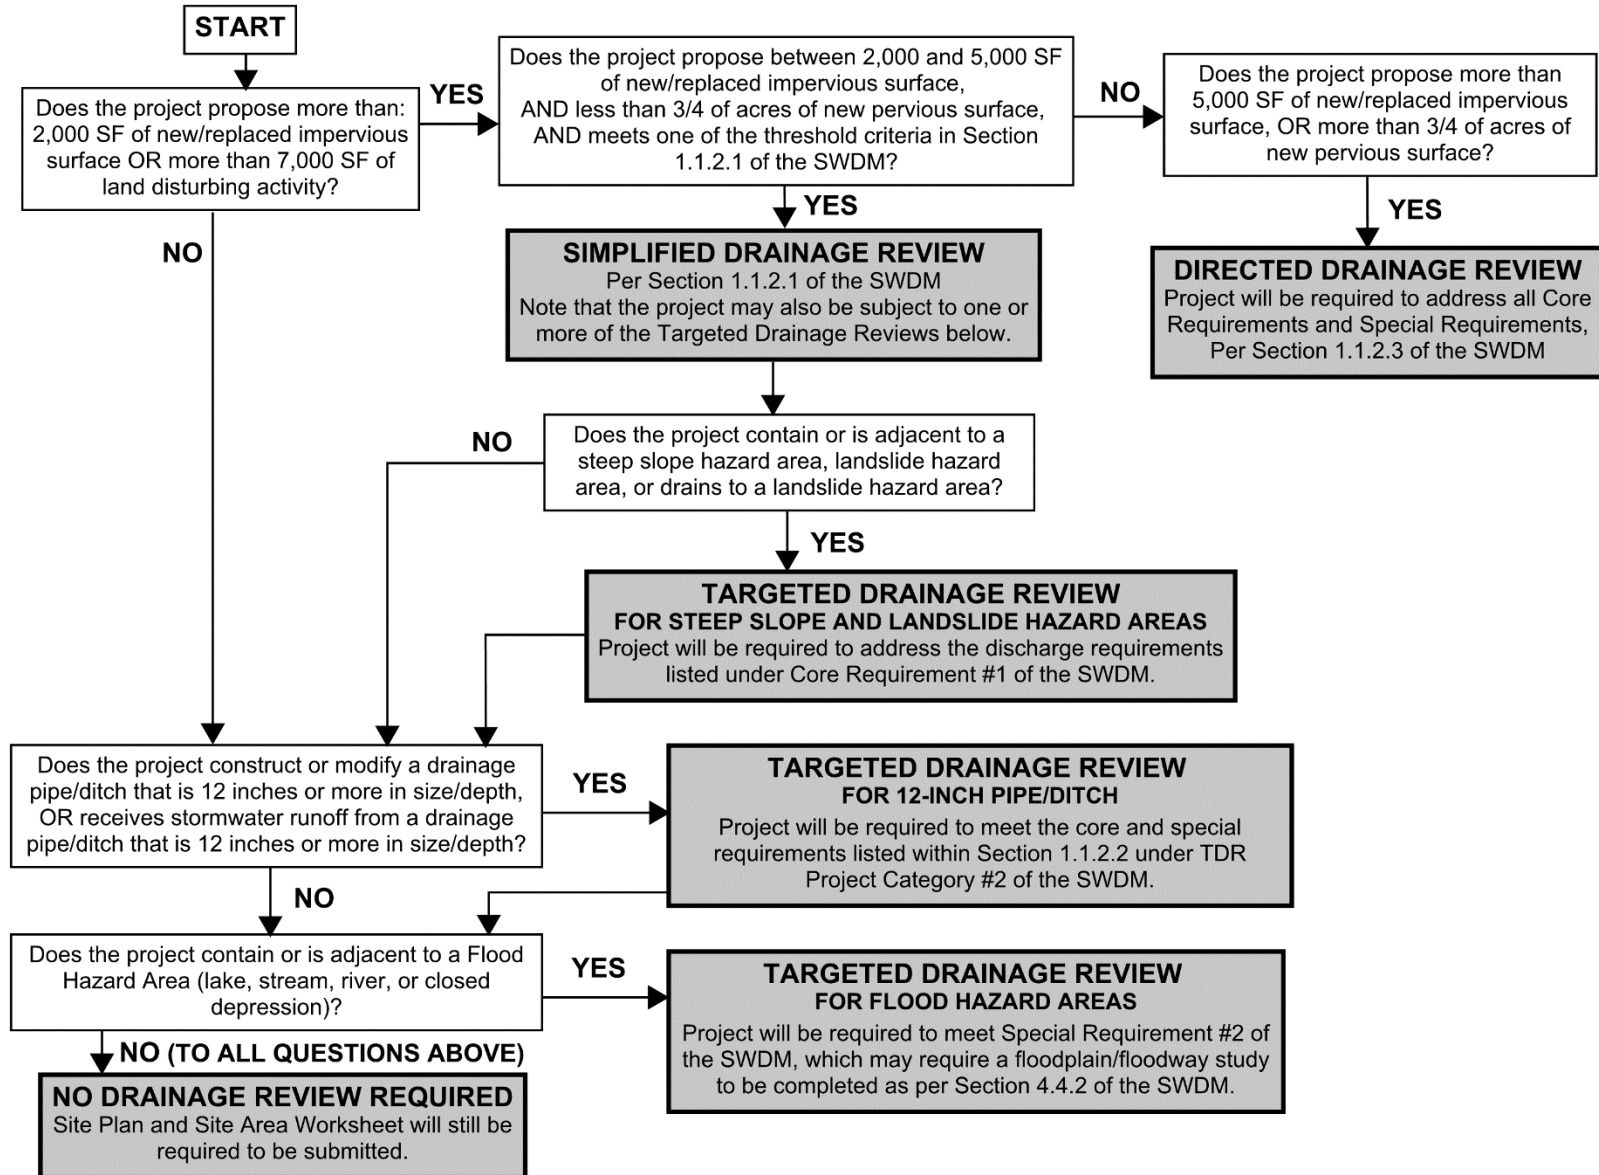 START
Does the project propose more than:
2,000 SF of new/replaced impervious
surface OR more than 7,000 SF of
land disturbing activity?
YES
Does the project propose between 2,000 and 5,000 SF
of new/replaced impervious surface,
AND less than 3/4 of acres of new pervious surface,
AND meets one of the threshold criteria in Section
1.1.2.1 of the SWDM?
NO
Does the project propose more than
5,000 SF of new/replaced impervious
surface, OR more than 3/4 of acres of
new pervious surface?
NO
YES
YES
SIMPLIFIED DRAINAGE REVIEW
Per Section 1.1.2.1 of the SWDM
Note that the project may also be subject to one or
more of the Targeted Drainage Reviews below.
DIRECTED DRAINAGE REVIEW
Project will be required to address all Core
Requirements and Special Requirements,
Per Section 1.1.2.3 of the SWDM
NO
Does the project contain or is adjacent to a
steep slope hazard area, landslide hazard
area, or drains to a landslide hazard area?
YES
TARGETED DRAINAGE REVIEW
FOR STEEP SLOPE AND LANDSLIDE HAZARD AREAS
Project will be required to address the discharge requirements
listed under Core Requirement #1 of the SWDM.
Does the project construct or modify a drainage
pipe/ditch that is 12 inches or more in size/depth,
OR receives stormwater runoff from a drainage
pipe/ditch that is 12 inches or more in size/depth?
YES
TARGETED DRAINAGE REVIEW
FOR 12-INCH PIPE/DITCH
Project will be required to meet the core and special
requirements listed within Section 1.1.2.2 under TDR
Project Category #2 of the SWDM.
NO
Does the project contain or is adjacent to a Flood
Hazard Area (lake, stream, river, or closed
depression)?
YES
TARGETED DRAINAGE REVIEW
FOR FLOOD HAZARD AREAS
Project will be required to meet Special Requirement #2 of
the SWDM, which may require a floodplain/floodway study
to be completed as per Section 4.4.2 of the SWDM.
NO (TO ALL QUESTIONS ABOVE)
NO DRAINAGE REVIEW REQUIRED
Site Plan and Site Area Worksheet will still be
required to be submitted.